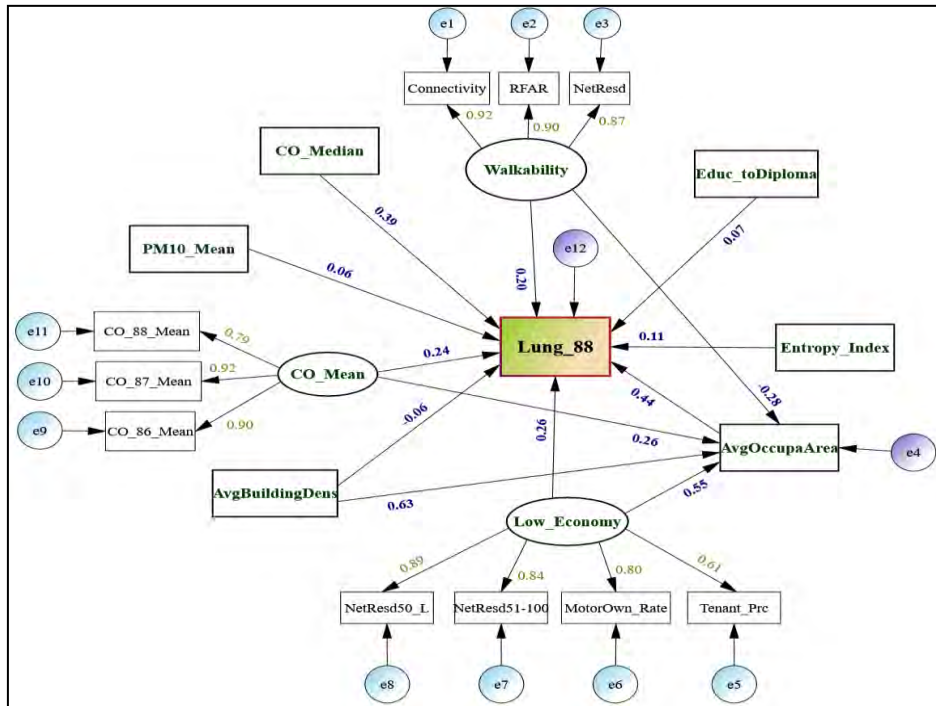 e1
e2
e3
Connectivity
RFAR
NetResd
0.92
0.90
0.87
CO_Median
Walkability
Educ_toDiploma
0.39
0.07
PM10_Mean
e12
0.06
0.20
e11
CO_88_Mean
0.79
Lung_88
0.11
Entropy_Index
0.24
e10
CO_87_Mean
0.92
CO_Mean
-0.28
-0.06
0.44
e9
CO_86_Mean
0.90
0.26
0.26
AvgOccupaArea
e4
AvgBuildingDens
0.63
0.55
Low_Economy
0.89
0.84
0.80
0.61
NetResd50_L
NetResd51-100
MotorOwn_Rate
Tenant_Prc
e8
e7
e6
e5